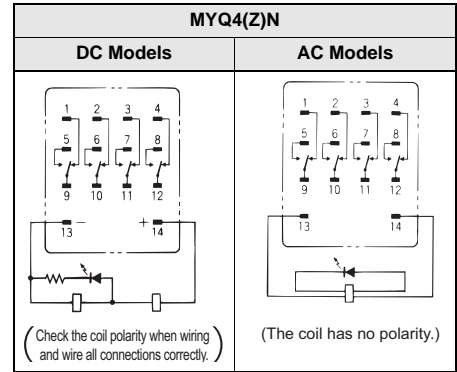 MYQ4(Z)N
DC Models
AC Models
1 2 3 4
5 6 7 8
9 10 11 12
13 − + 14
(Check the coil polarity when wiring
and wire all connections correctly.)
1 2 3 4
5 6 7 8
9 10 11 12
13 14
(The coil has no polarity.)